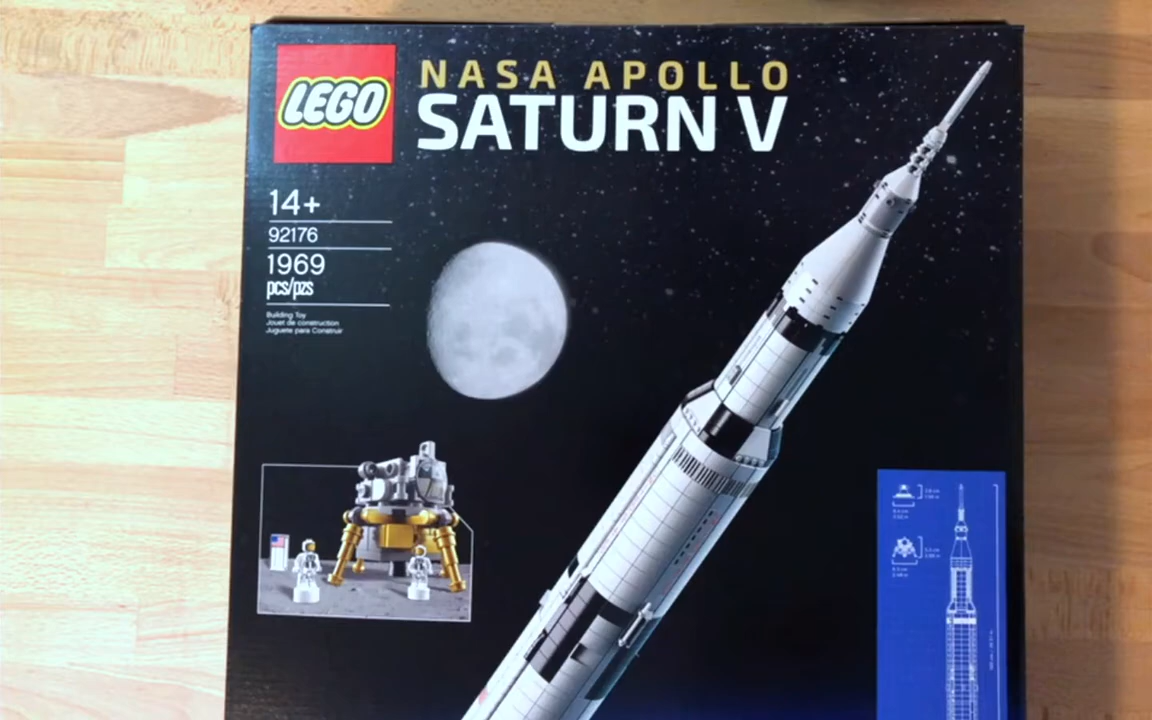 LEGO
NASA APOLLO
SATURN V
14+
92176
1969
pcs/pzs
Building Toy
Jouet de construction
Juguete para Construir